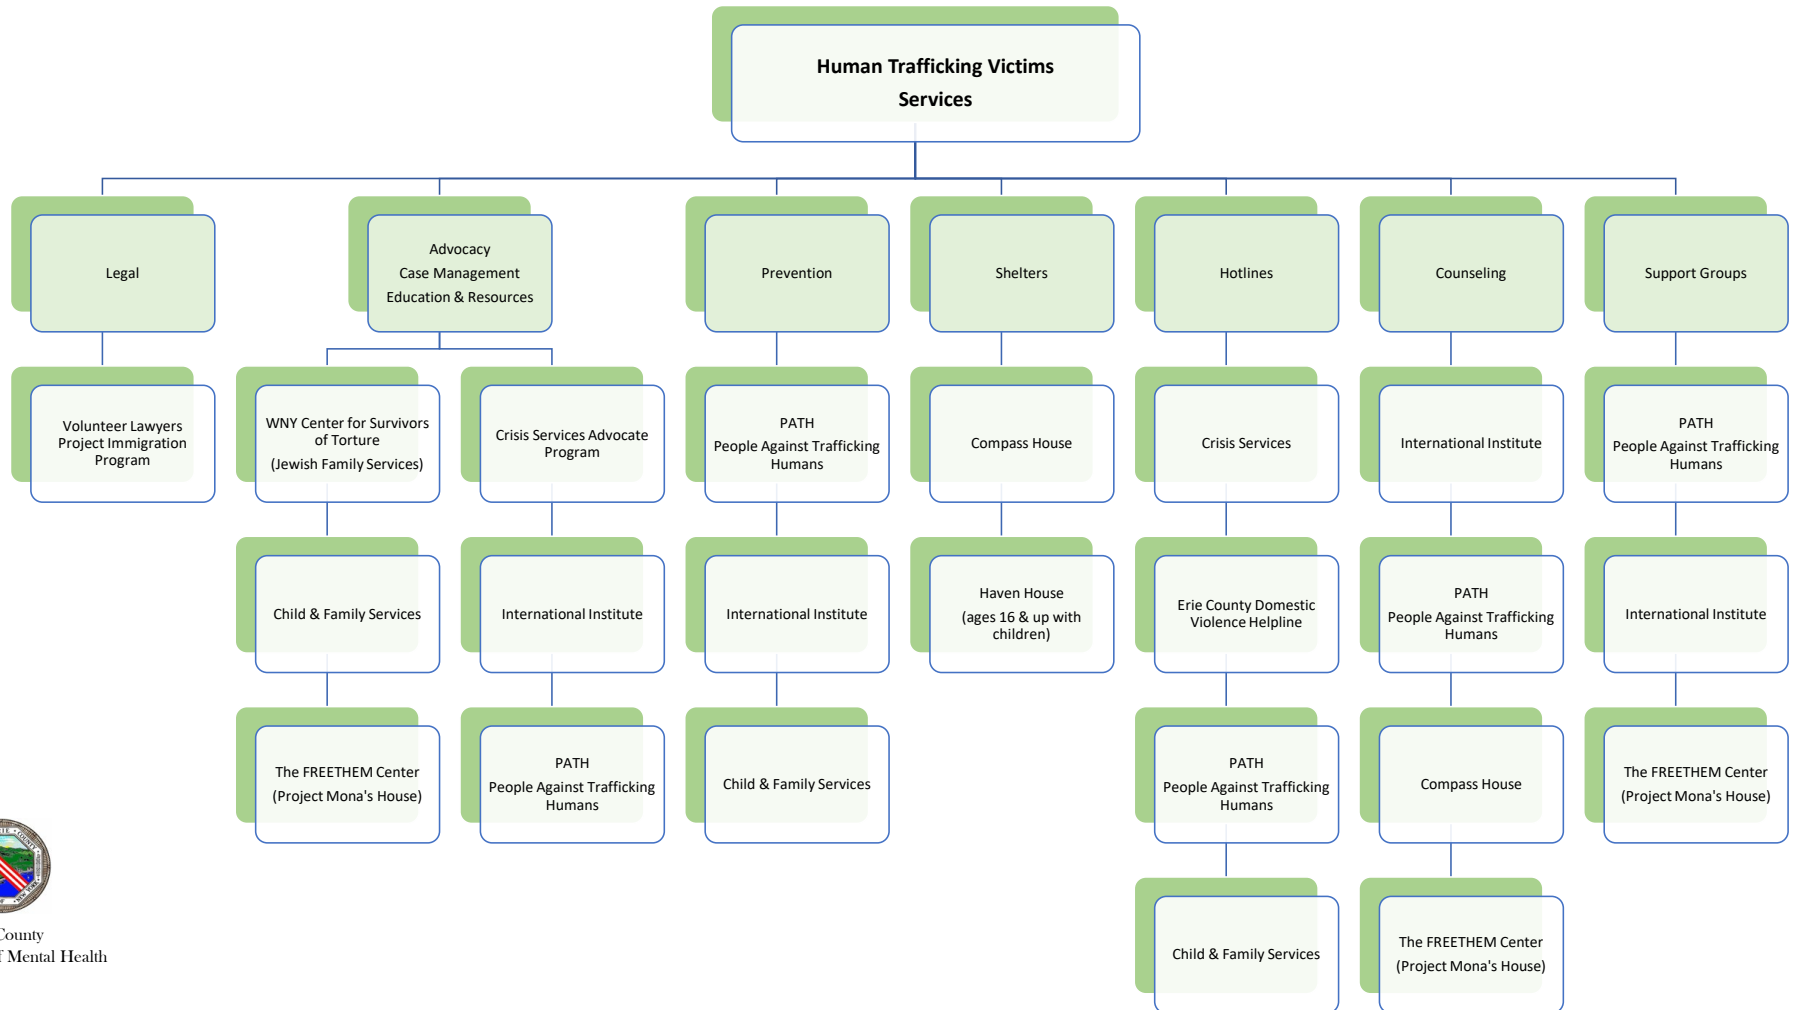 Human Trafficking Victims
Services
Legal
Advocacy
Case Management
Education & Resources
Prevention
Shelters
Hotlines
Counseling
Support Groups
Volunteer Lawyers
Project Immigration
Program
WNY Center for Survivors
of Torture
(Jewish Family Services)
Crisis Services Advocate
Program
PATH
People Against Trafficking
Humans
Compass House
Crisis Services
International Institute
PATH
People Against Trafficking
Humans
Child & Family Services
International Institute
International Institute
Haven House
(ages 16 & up with
children)
Erie County Domestic
Violence Helpline
PATH
People Against Trafficking
Humans
International Institute
The FREETHEM Center
(Project Mona's House)
PATH
People Against Trafficking
Humans
Child & Family Services
PATH
People Against Trafficking
Humans
Compass House
The FREETHEM Center
(Project Mona's House)
Child & Family Services
The FREETHEM Center
(Project Mona's House)
County
Mental Health